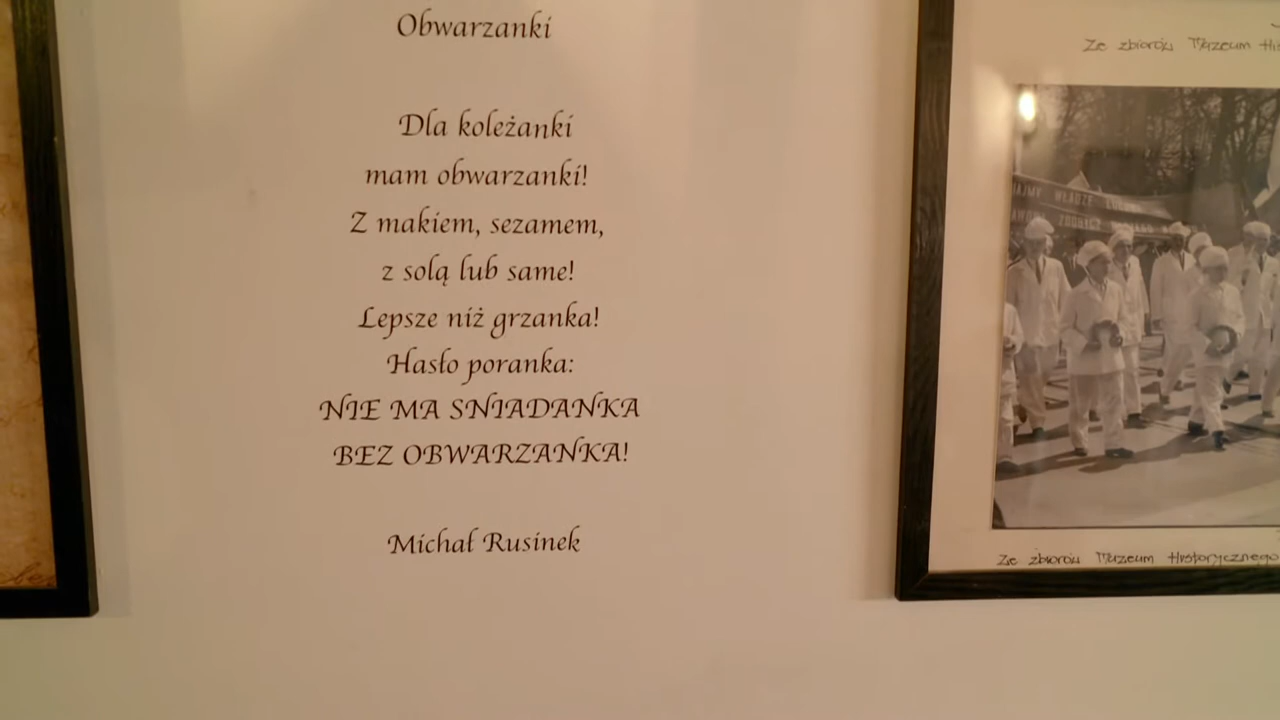 Obwarzanki
Dla koleżanki
mam obwarzanki!
Z makiem, sezamem,
z solą lub same!
Lepsze niż grzanka!
Hasło poranka:
NIE MA SNIADANKA
BEZ OBWARZANKA!
Michał Rusinek
Ze zbiorów Muzeum
WŁADZĘ
Ze zbiorów Muzeum Historycznego